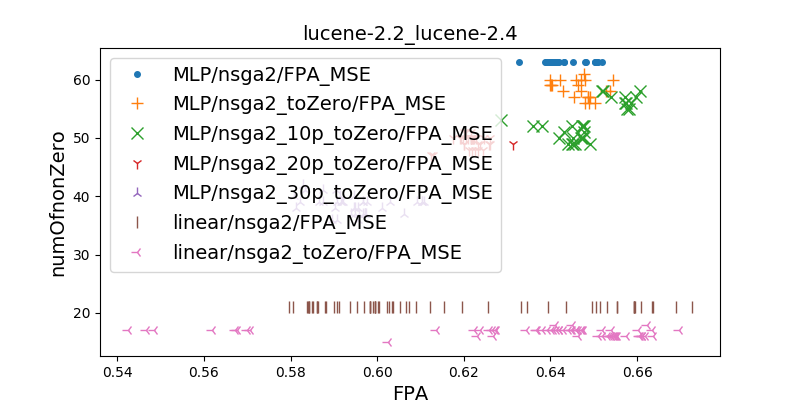 lucene-2.2_lucene-2.4
numOfnonZero
60
50
40
30
20
MLP/nsga2/FPA_MSE
MLP/nsga2_toZero/FPA_MSE
MLP/nsga2_10p_toZero/FPA_MSE
MLP/nsga2_20p_toZero/FPA_MSE
MLP/nsga2_30p_toZero/FPA_MSE
linear/nsga2/FPA_MSE
linear/nsga2_toZero/FPA_MSE
0.54 0.56 0.58 0.60 0.62 0.64 0.66
FPA